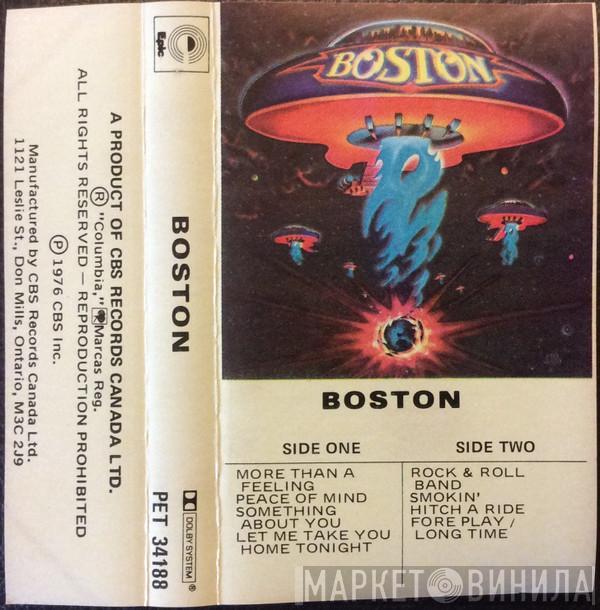 Epic
BOSTON
A PRODUCT OF CBS RECORDS CANADA LTD.
Ⓡ "Columbia," Marcas Reg.
ALL RIGHTS RESERVED — REPRODUCTION PROHIBITED
Ⓟ 1976 CBS Inc.
Manufactured by CBS Records Canada Ltd.
1121 Leslie St., Don Mills, Ontario, M3C 2J9
BOSTON
DOLBY SYSTEM ®
PET 34188
BOSTON
SIDE ONE
MORE THAN A
FEELING
PEACE OF MIND
SOMETHING
ABOUT YOU
LET ME TAKE YOU
HOME TONIGHT
SIDE TWO
ROCK & ROLL
BAND
SMOKIN'
HITCH A RIDE
FORE PLAY /
LONG TIME
МАРКЕТ ВИНИЛА